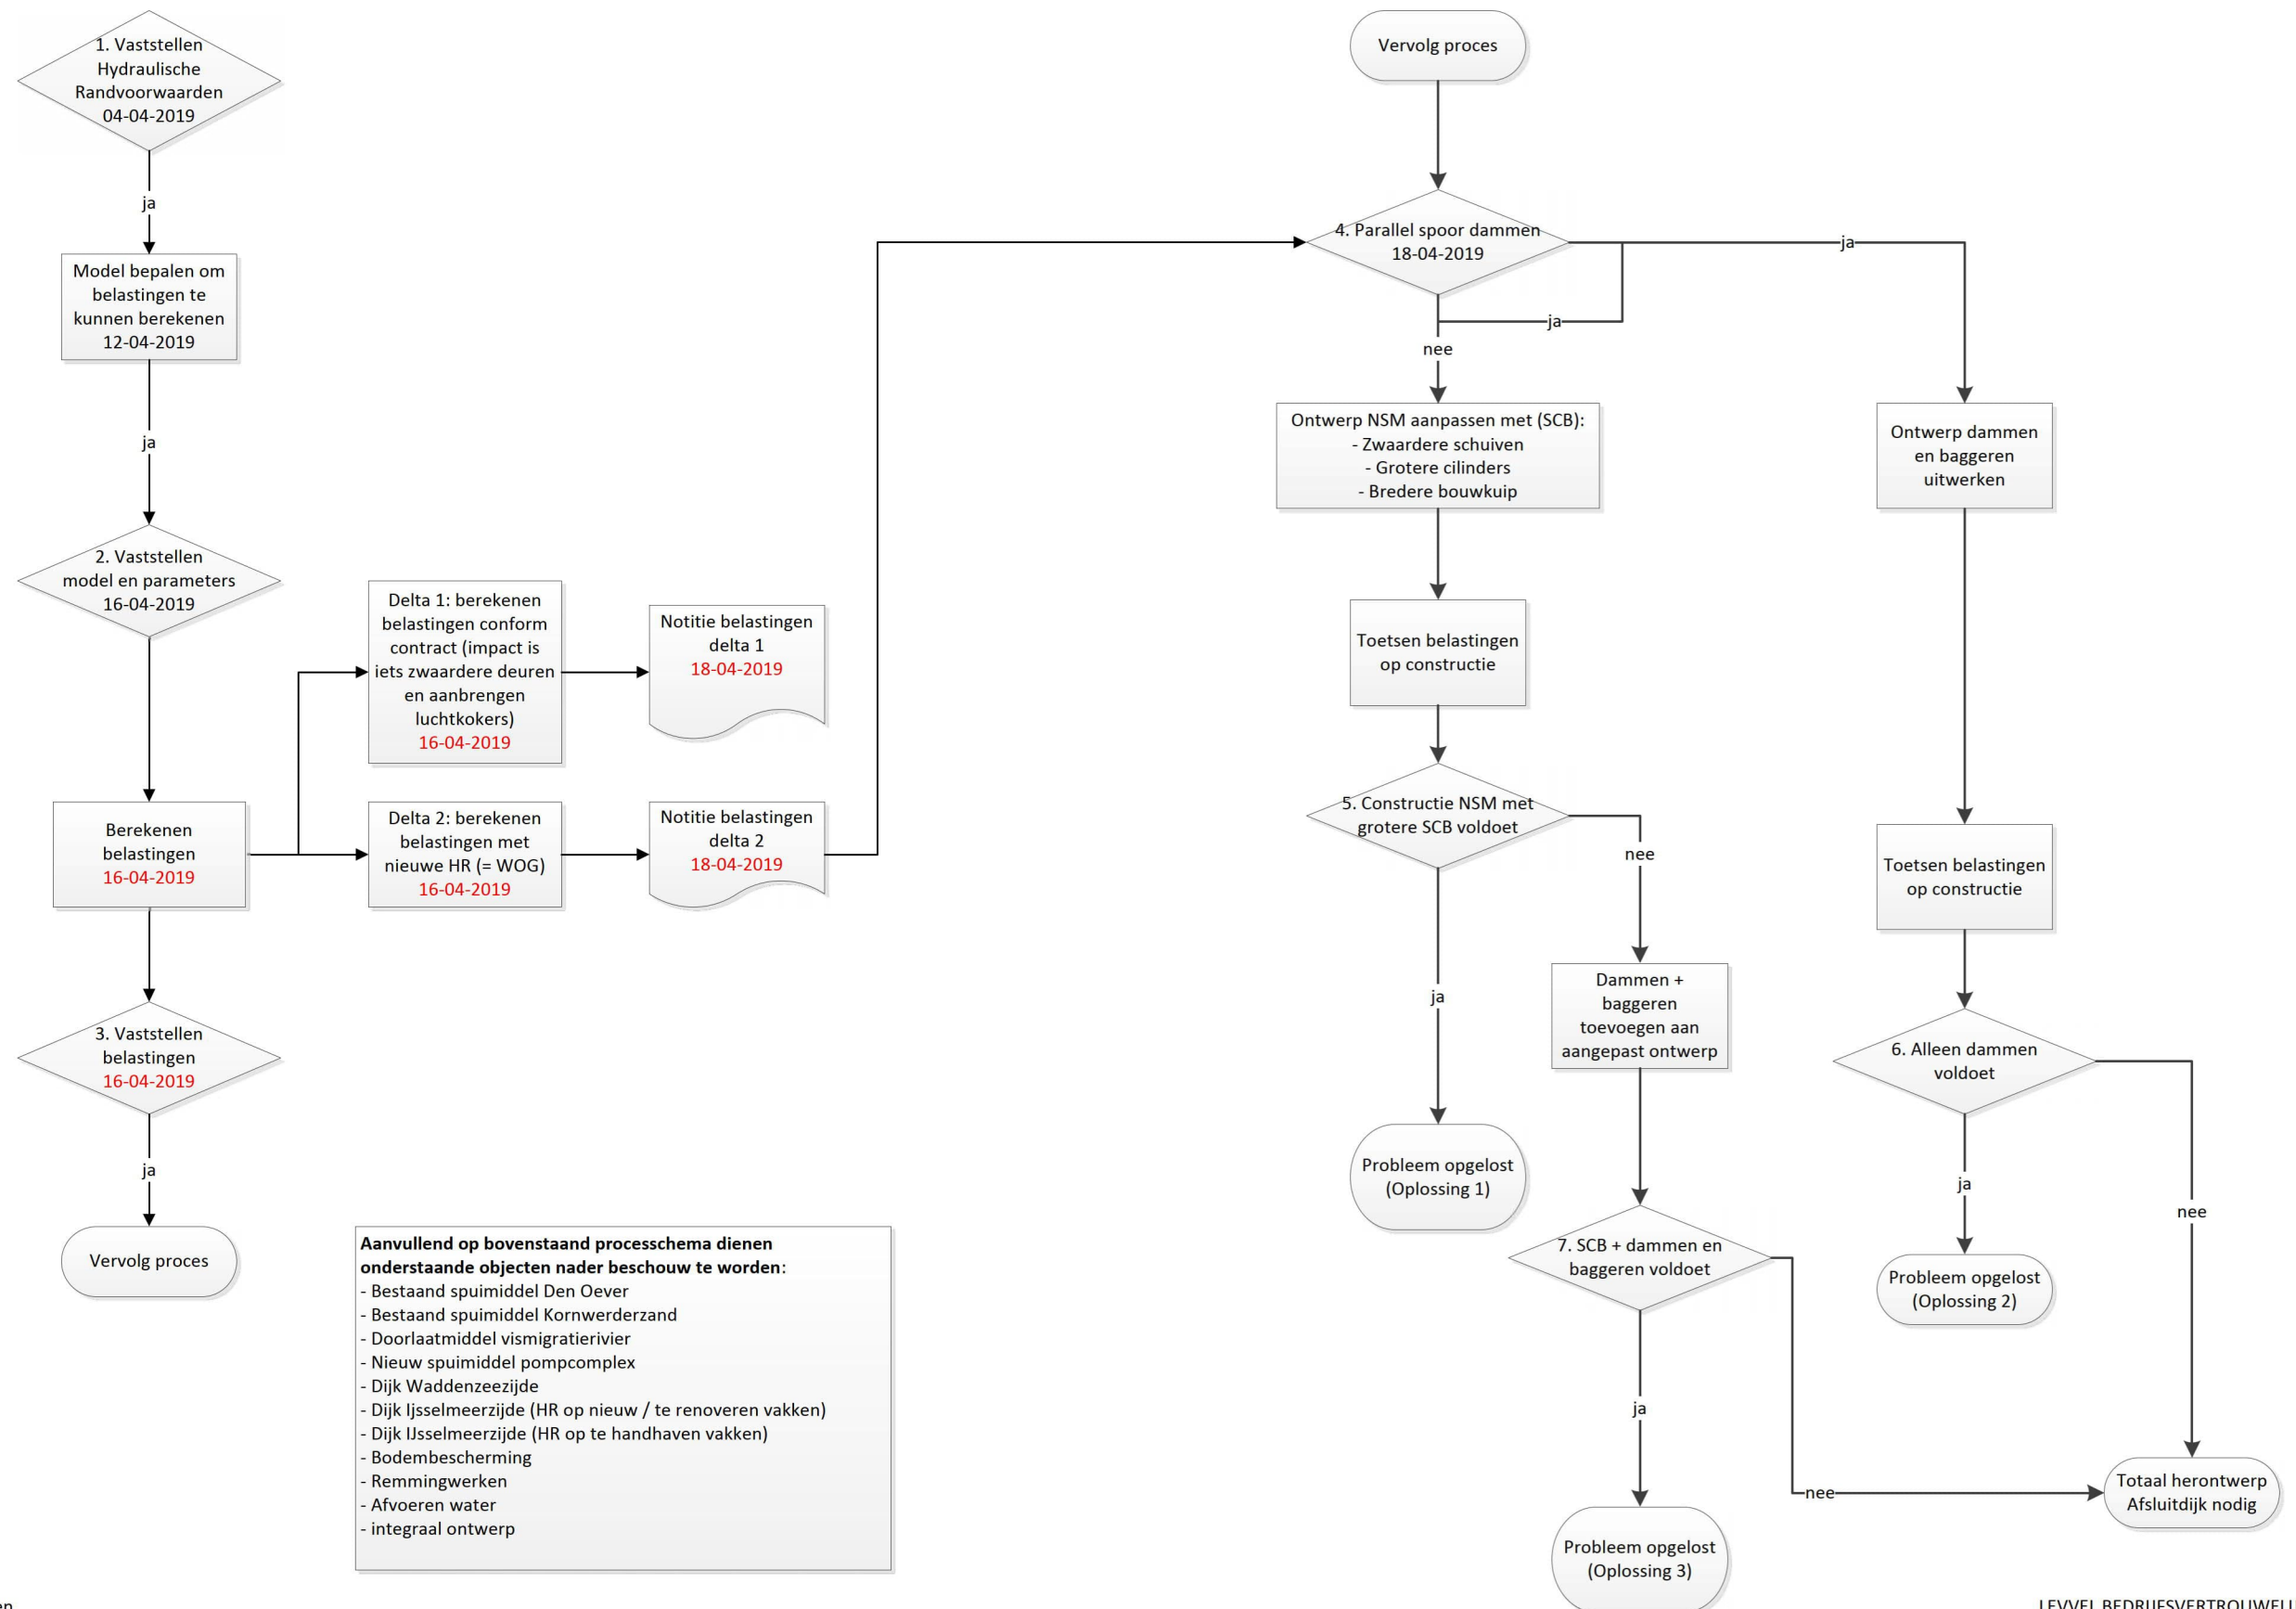 1. Vaststellen
Hydraulische
Randvoorwaarden
04-04-2019
ja
Model bepalen om
belastingen te
kunnen berekenen
12-04-2019
ja
2. Vaststellen
model en parameters
16-04-2019
Berekenen
belastingen
16-04-2019
Delta 1: berekenen
belastingen conform
contract (impact is
iets zwaardere deuren
en aanbrengen
luchtkokers)
16-04-2019
Notitie belastingen
delta 1
18-04-2019
Delta 2: berekenen
belastingen met
nieuwe HR (= WOG)
16-04-2019
Notitie belastingen
delta 2
18-04-2019
3. Vaststellen
belastingen
16-04-2019
ja
Vervolg proces
Aanvullend op bovenstaand processchema dienen
onderstaande objecten nader beschouw te worden:
- Bestaand spuimiddel Den Oever
- Bestaand spuimiddel Kornwerderzand
- Doorlaatmiddel vismigratierivier
- Nieuw spuimiddel pompcomplex
- Dijk Waddenzeezijde
- Dijk Ijsselmeerzijde (HR op nieuw / te renoveren vakken)
- Dijk IJsselmeerzijde (HR op te handhaven vakken)
- Bodembescherming
- Remmingwerken
- Afvoeren water
- integraal ontwerp
Vervolg proces
4. Parallel spoor dammen
18-04-2019
ja
ja
nee
Ontwerp NSM aanpassen met (SCB):
- Zwaardere schuiven
- Grotere cilinders
- Bredere bouwkuip
Ontwerp dammen
en baggeren
uitwerken
Toetsen belastingen
op constructie
5. Constructie NSM met
grotere SCB voldoet
nee
ja
Toetsen belastingen
op constructie
Dammen +
baggeren
toevoegen aan
aangepast ontwerp
6. Alleen dammen
voldoet
Probleem opgelost
(Oplossing 1)
ja
nee
7. SCB + dammen en
baggeren voldoet
Probleem opgelost
(Oplossing 2)
ja
nee
Totaal herontwerp
Afsluitdijk nodig
Probleem opgelost
(Oplossing 3)